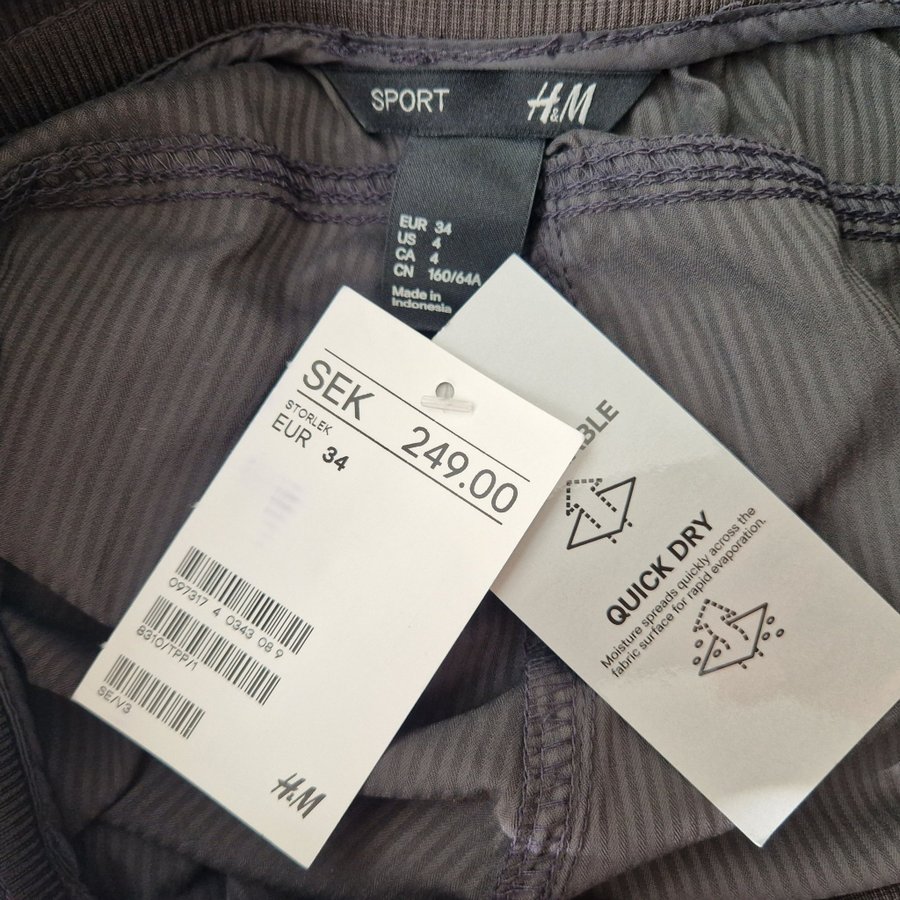 SPORT H&M
EUR 34
US 4
CA 4
CN 160/64A
Made in
Indonesia
SEK 249.00
STORLEK
EUR 34
097317 4 0343 08 9
8310/TPP/1
SE/V3
H&M
QUICK DRY
Moisture spreads quickly across the
fabric surface for rapid evaporation.